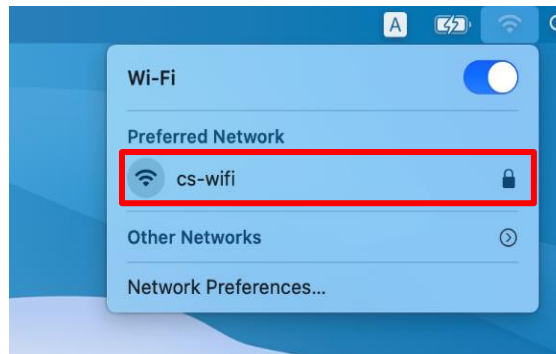 A
Wi-Fi
Preferred Network
cs-wifi
Other Networks
Network Preferences...